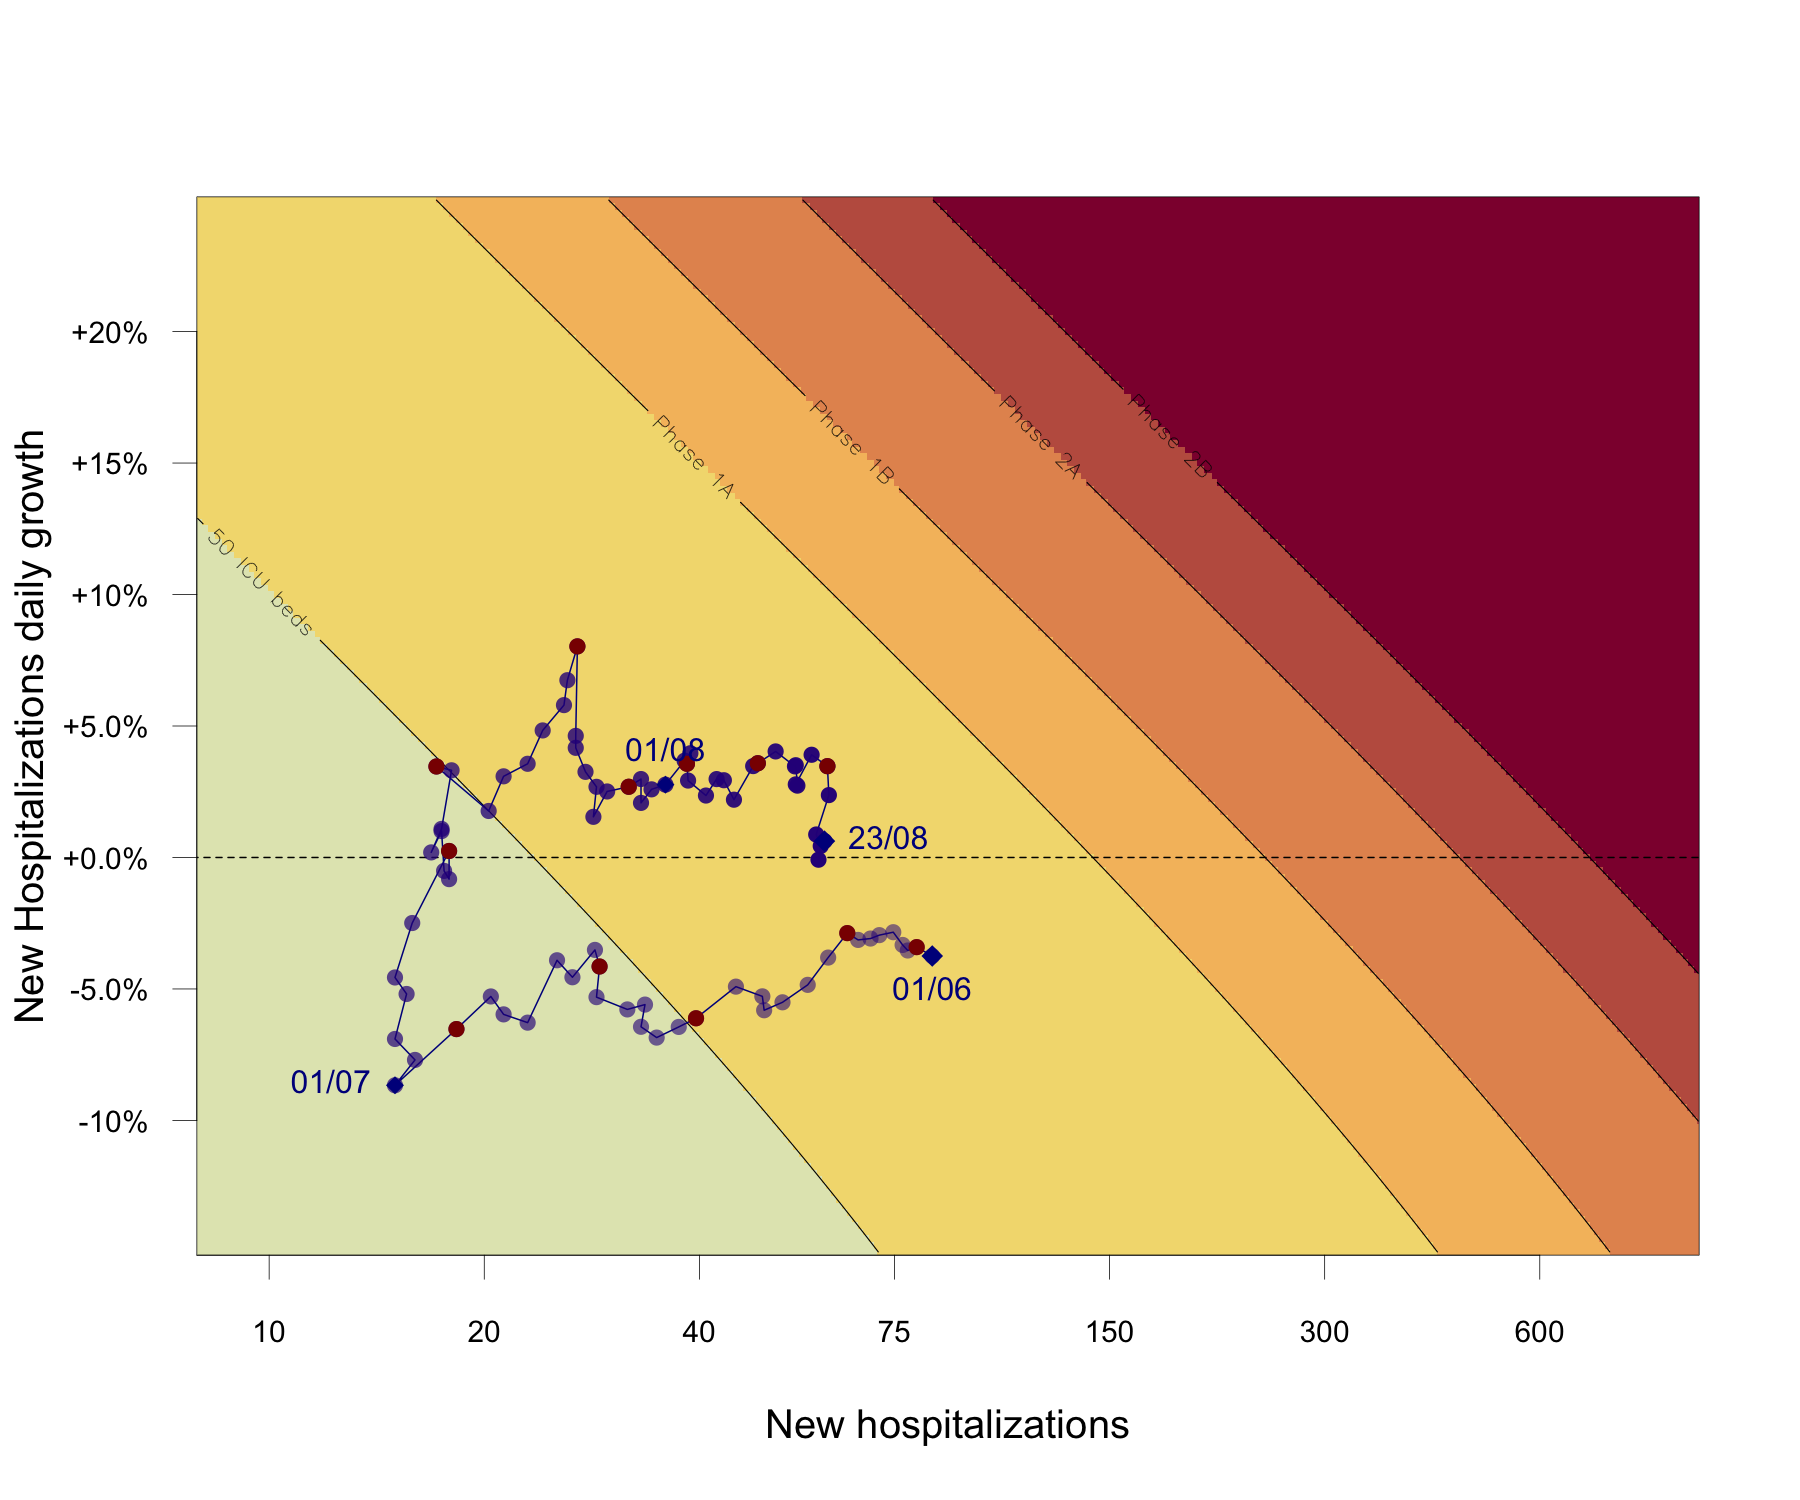 +20%
+15%
+10%
+5.0%
+0.0%
-5.0%
-10%
New Hospitalizations daily growth
50 ICU beds
Phase 1A
Phase 1B
Phase 2A
Phase 2B
01/08
23/08
01/06
01/07
10
20
40
75
150
300
600
New hospitalizations